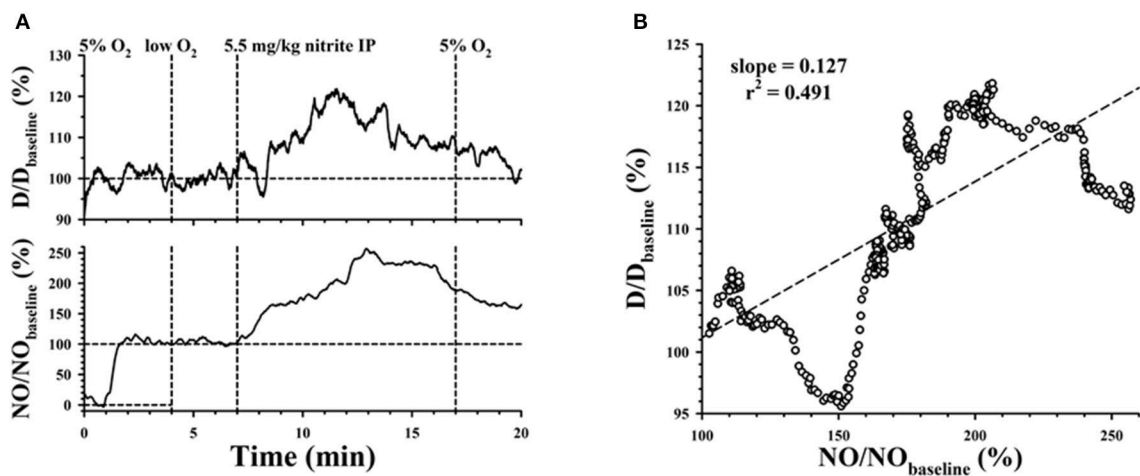 A
5% O2 low O2 5.5 mg/kg nitrite IP 5% O2
D/Dbaseline (%)
130
120
110
100
90
NO/NObaseline (%)
250
200
150
100
50
0
0 5 10 15 20
Time (min)
B
slope = 0.127
r2 = 0.491
D/Dbaseline (%)
125
120
115
110
105
100
95
100 150 200 250
NO/NObaseline (%)